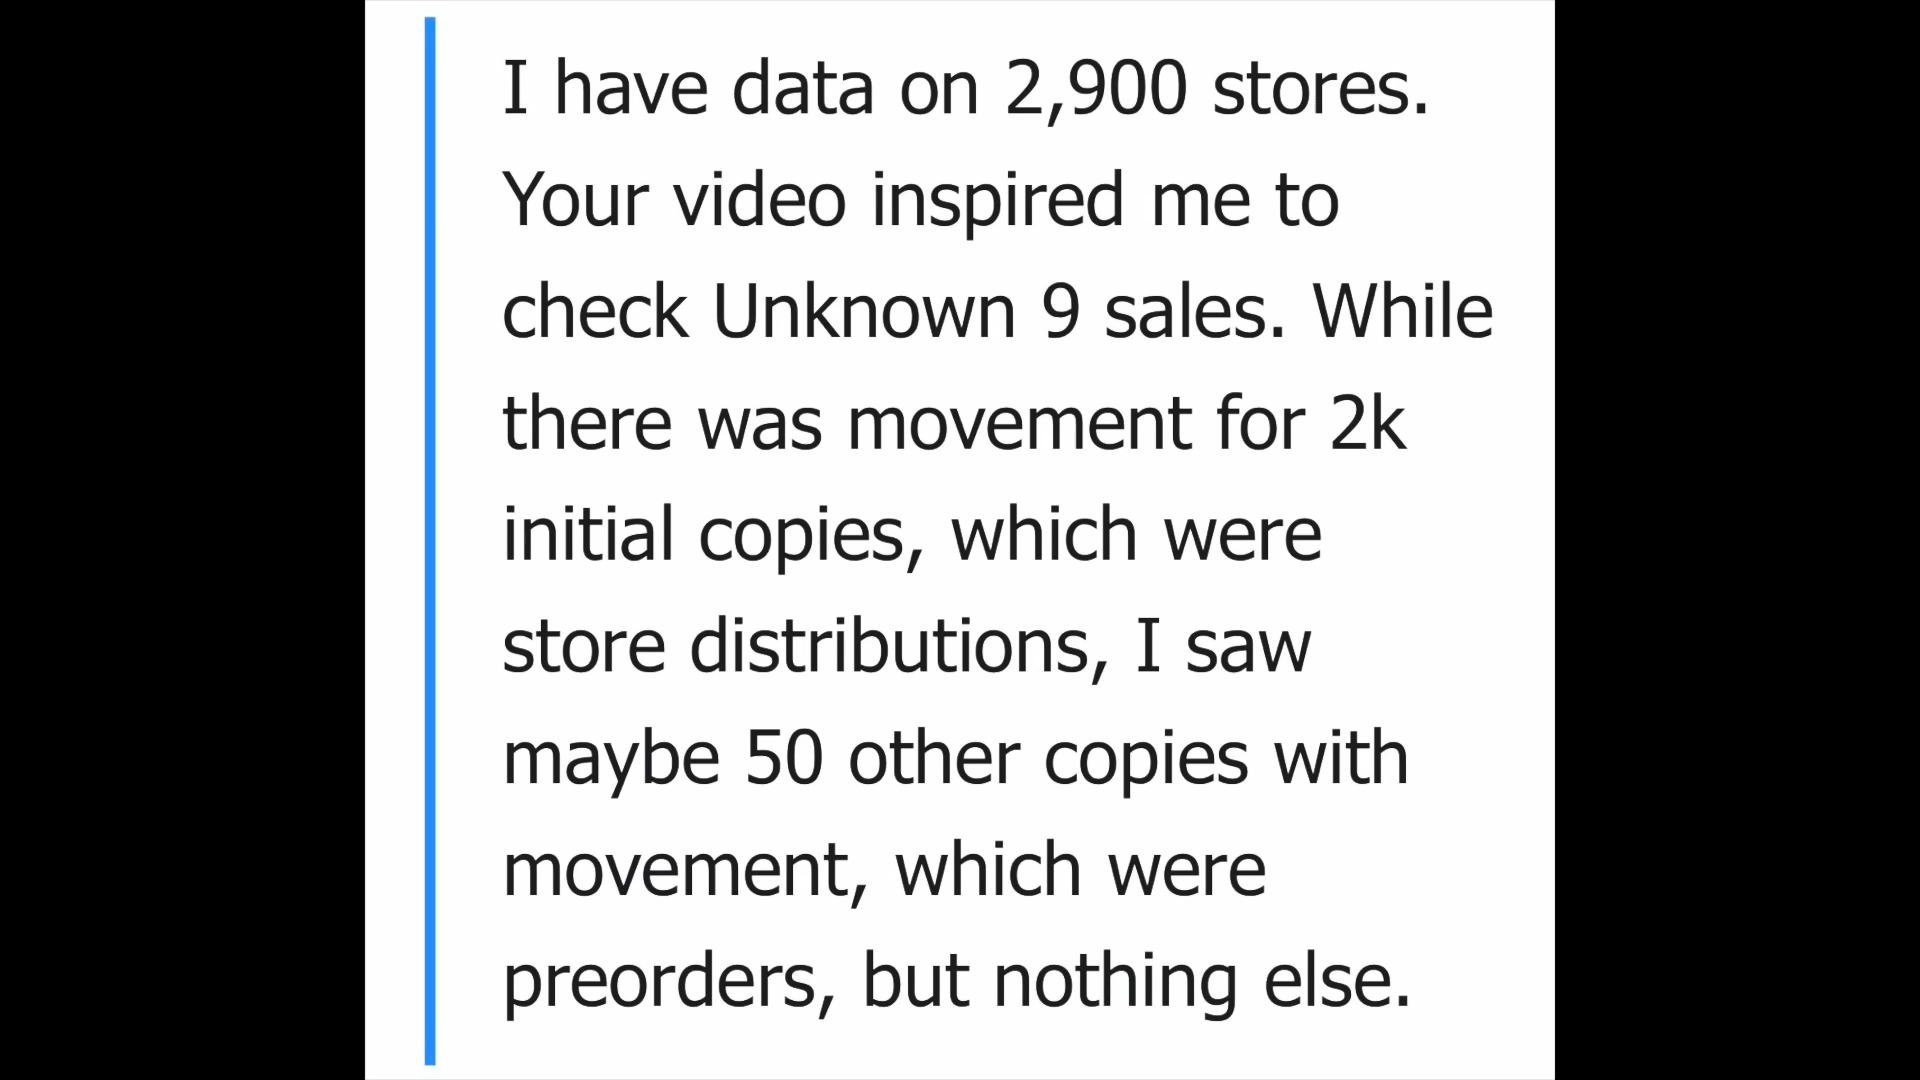 I have data on 2,900 stores.
Your video inspired me to
check Unknown 9 sales. While
there was movement for 2k
initial copies, which were
store distributions, I saw
maybe 50 other copies with
movement, which were
preorders, but nothing else.